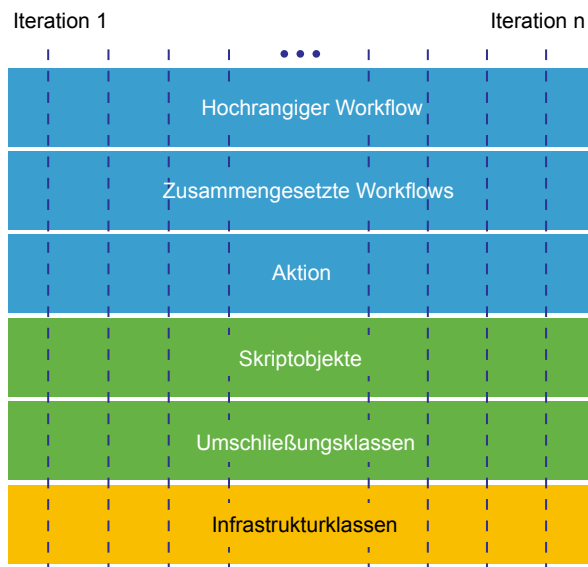 Iteration 1
Iteration n
Hochrangiger Workflow
Zusammengesetzte Workflows
Aktion
Skriptobjekte
Umschließungsklassen
Infrastrukturklassen